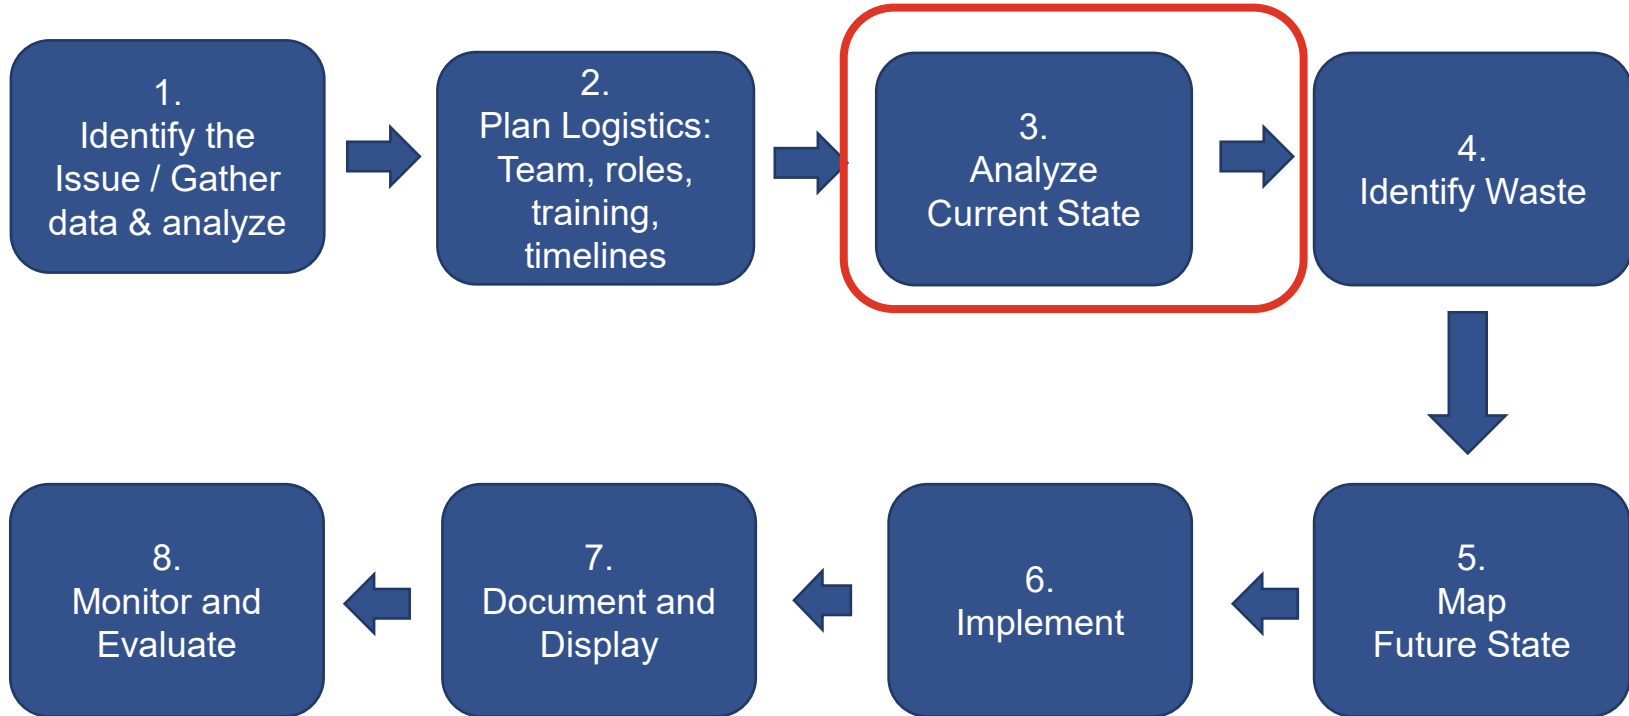 1.
Identify the
Issue / Gather
data & analyze
2.
Plan Logistics:
Team, roles,
training,
timelines
3.
Analyze
Current State
4.
Identify Waste
5.
Map
Future State
6.
Implement
7.
Document and
Display
8.
Monitor and
Evaluate